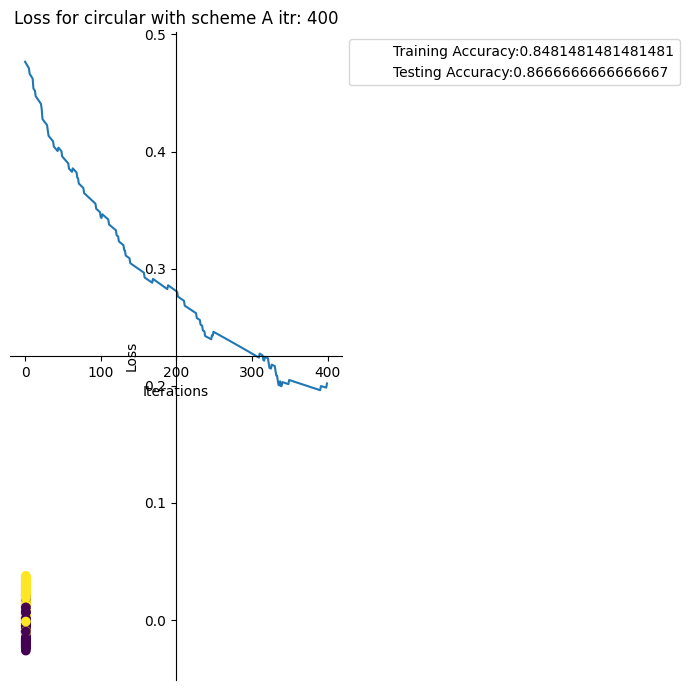 Loss for circular with scheme A itr: 400
0.5
Training Accuracy:0.8481481481481481
Testing Accuracy:0.8666666666666667
0.4
0.3
Loss
0 100 200 300 400
0.2
Iterations
0.1
0.0